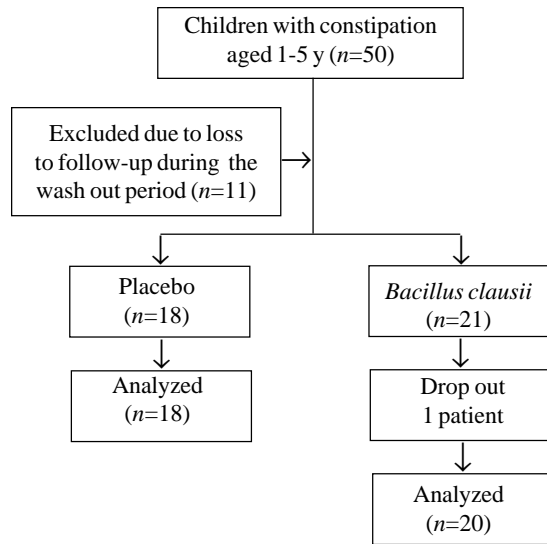 Children with constipation
aged 1-5 y (n=50)
Excluded due to loss
to follow-up during the
wash out period (n=11)
Placebo
(n=18)
Bacillus clausii
(n=21)
Analyzed
(n=18)
Drop out
1 patient
Analyzed
(n=20)